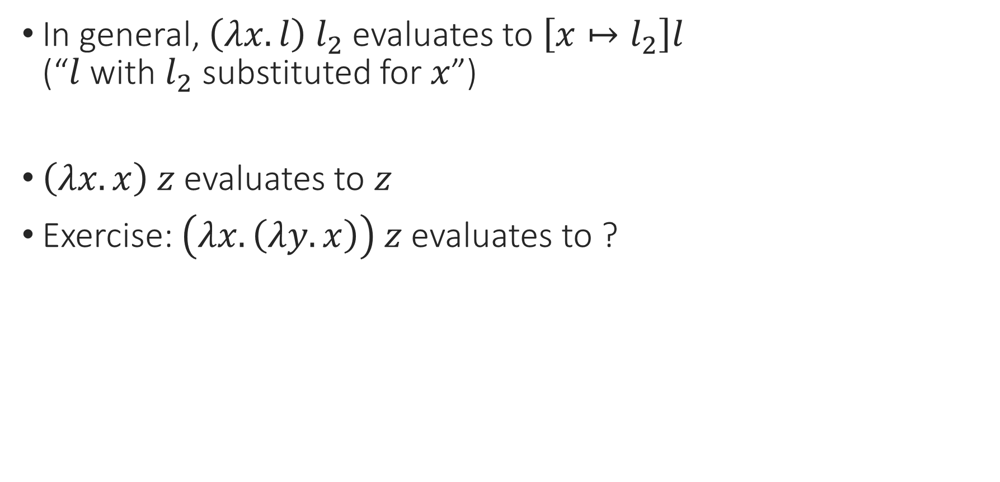 • In general, (λx. l) l₂ evaluates to [x ↦ l₂]l
(“l with l₂ substituted for x”)
• (λx. x) z evaluates to z
• Exercise: (λx. (λy. x)) z evaluates to ?